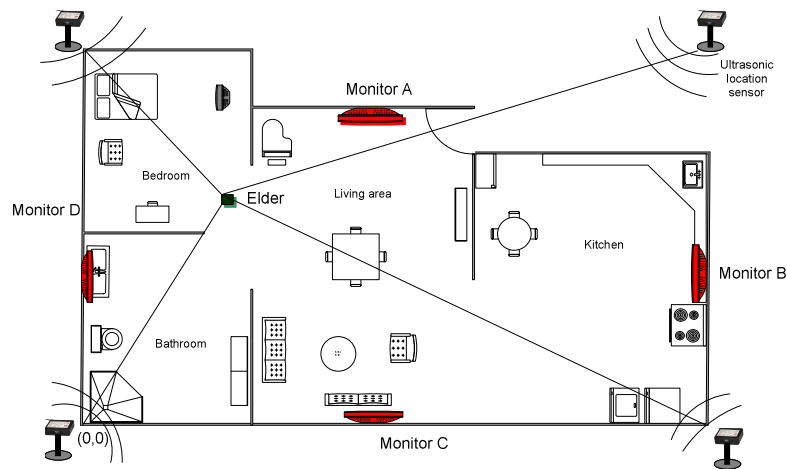 Ultrasonic
location
sensor
Monitor A
Bedroom
Elder
Living area
Monitor D
Kitchen
Monitor B
Bathroom
(0,0)
Monitor C